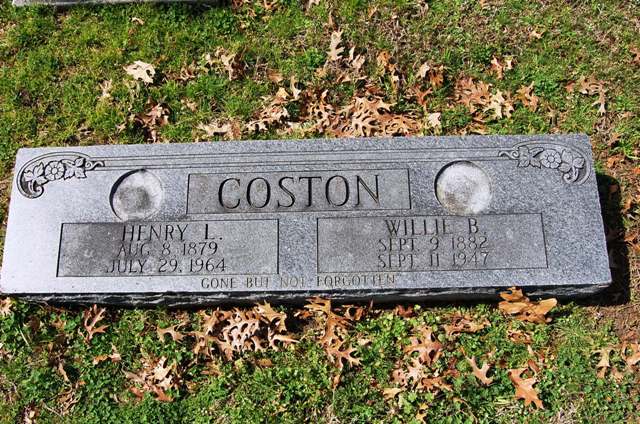 COSTON
HENRY L.
AUG. 8, 1879
JULY 29, 1964
WILLIE B.
SEPT. 9 1882
SEPT. 11 1947
GONE BUT NOT FORGOTTEN